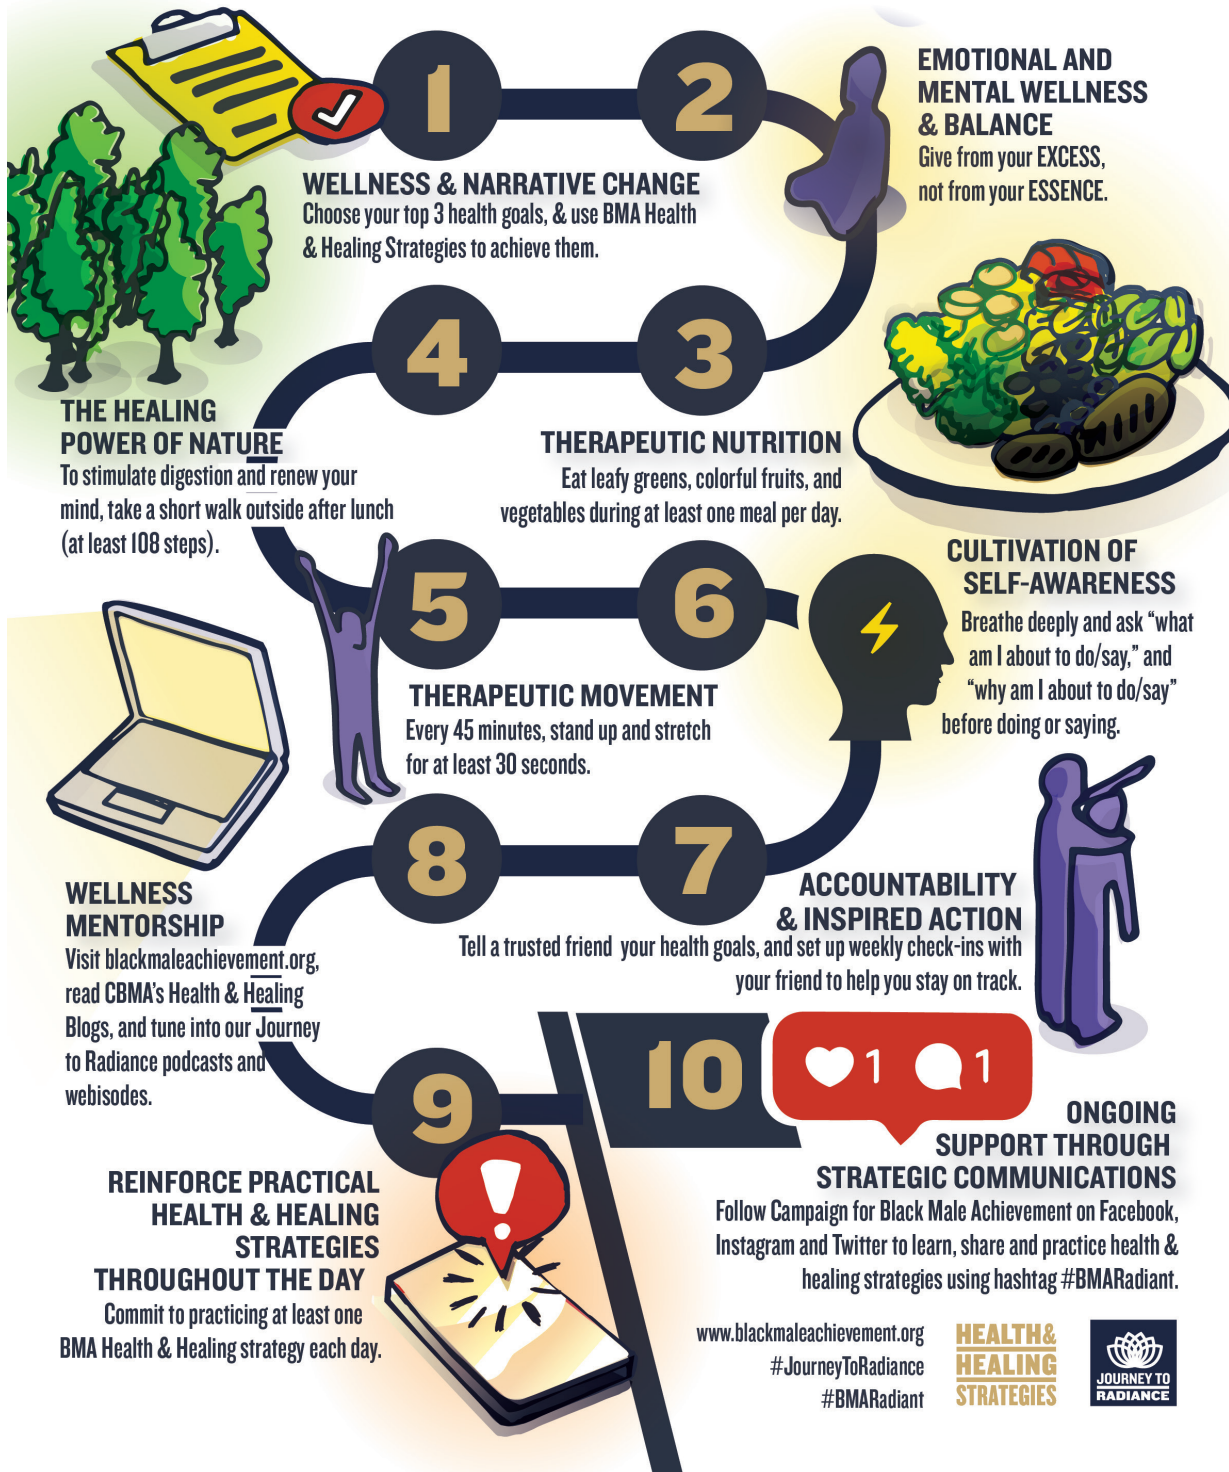 1
2
WELLNESS & NARRATIVE CHANGE
Choose your top 3 health goals, & use BMA Health
& Healing Strategies to achieve them.
EMOTIONAL AND
MENTAL WELLNESS
& BALANCE
Give from your EXCESS,
not from your ESSENCE.
4
3
THERAPEUTIC NUTRITION
Eat leafy greens, colorful fruits, and
vegetables during at least one meal per day.
THE HEALING
POWER OF NATURE
To stimulate digestion and renew your
mind, take a short walk outside after lunch
(at least 108 steps).
5
6
THERAPEUTIC MOVEMENT
Every 45 minutes, stand up and stretch
for at least 30 seconds.
CULTIVATION OF
SELF-AWARENESS
Breathe deeply and ask “what
am I about to do/say,” and
“why am I about to do/say”
before doing or saying.
8
7
ACCOUNTABILITY
& INSPIRED ACTION
Tell a trusted friend your health goals, and set up weekly check-ins with
your friend to help you stay on track.
WELLNESS
MENTORSHIP
Visit blackmaleachievement.org,
read CBMA’s Health & Healing
Blogs, and tune into our Journey
to Radiance podcasts and
webisodes.
9
REINFORCE PRACTICAL
HEALTH & HEALING
STRATEGIES
THROUGHOUT THE DAY
Commit to practicing at least one
BMA Health & Healing strategy each day.
!
10
1 1
ONGOING
SUPPORT THROUGH
STRATEGIC COMMUNICATIONS
Follow Campaign for Black Male Achievement on Facebook,
Instagram and Twitter to learn, share and practice health &
healing strategies using hashtag #BMARadiant.
www.blackmaleachievement.org
#JourneyToRadiance
#BMARadiant
HEALTH&
HEALING
STRATEGIES
JOURNEY TO
RADIANCE